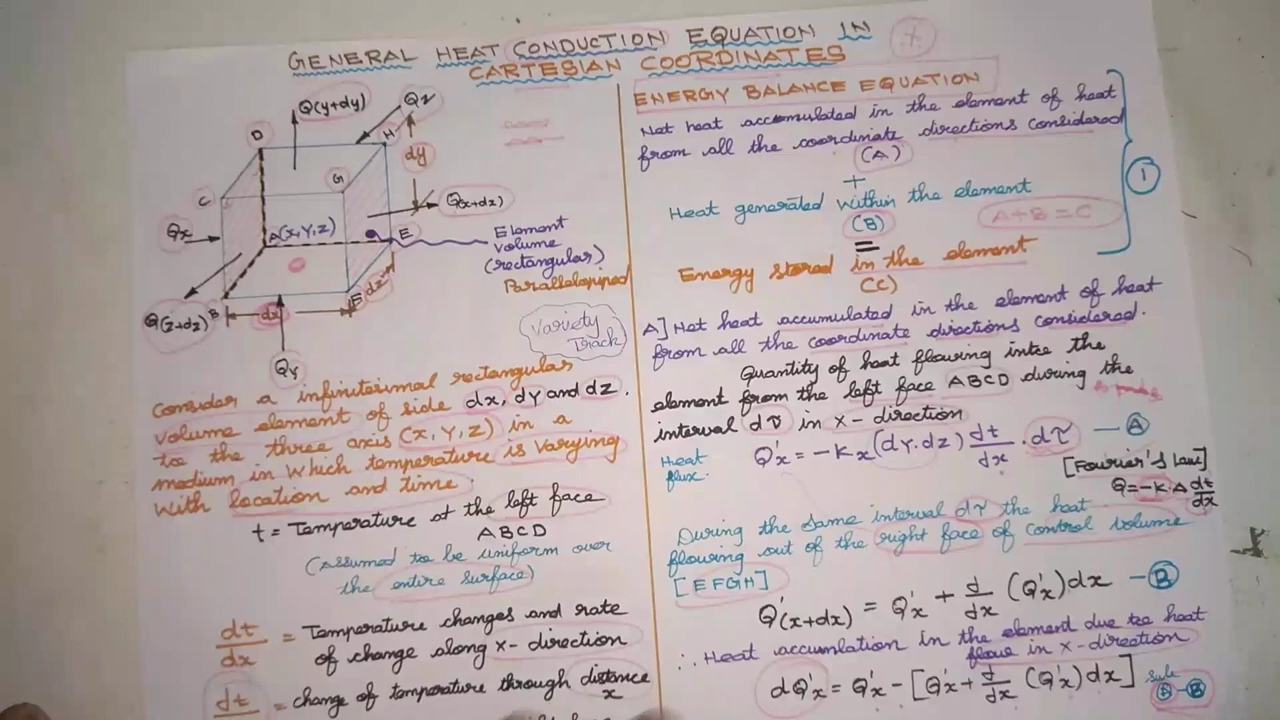 GENERAL HEAT CONDUCTION EQUATION IN
CARTESIAN COORDINATES
Q(y+dy)
Qz
D
H
dy
G
C
Q(x+dx)
Qx
A(x,Y,Z)
E
Element
volume
(rectangular)
Parallelepiped
dz
F
Q(z+dz)
B
dx
Qy
Variety
Track
Consider a infinitesimal rectangular
volume element of side dx, dy and dz.
to the three axis (x, Y, Z) in a
medium in which temperature is varying
with location and time.
t = Temperature at the left face
ABCD
(Assumed to be uniform over
the entire surface)
dt/dx = Temperature changes and rate
of change along x-direction
dt = change of temperature through distance
x
ENERGY BALANCE EQUATION
Net heat accumulated in the element of heat
from all the coordinate directions considered
(A)
+
Heat generated within the element
(B)
A+B=C
=
Energy stored in the element
(C)
1
A] Net heat accumulated in the element of heat
from all the coordinate directions considered.
Quantity of heat flowing into the
element from the left face ABCD during the
interval dτ in x-direction
Heat
flux.
Q'x = -Kx (dy.dz) dt/dx . dτ — A
[Fourier's Law]
Q = -K.A dt/dx
During the same interval dτ the heat
flowing out of the right face of control volume
[EFGH]
Q'(x+dx) = Q'x + d/dx (Q'x) dx — B
∴ Heat accumlation in the element due to heat
flow in x-direction
dQ'x = Q'x - [Q'x + d/dx (Q'x) dx] sub
A-B